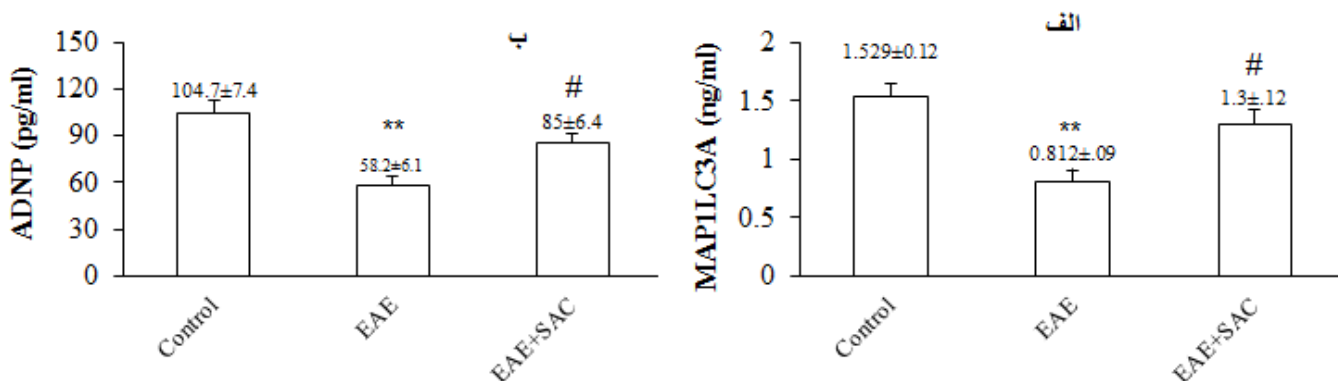 ب
ADNP (pg/ml)
150
120
90
60
30
0
104.7±7.4
**
58.2±6.1
#
85±6.4
Control
EAE
EAE+SAC
الف
MAP1LC3A (ng/ml)
2
1.5
1
0.5
0
1.529±0.12
**
0.812±.09
#
1.3±.12
Control
EAE
EAE+SAC